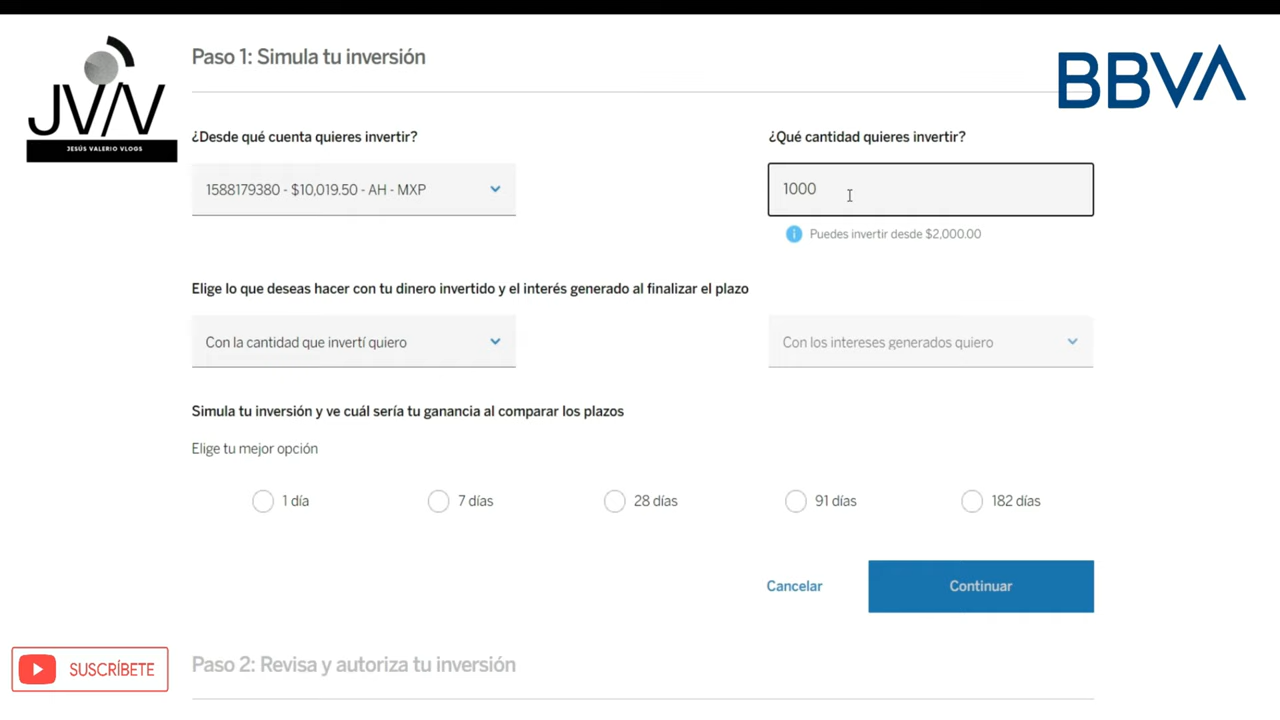 Paso 1: Simula tu inversión
BBVA
JVN
JESÚS VALERIO VLOGS
¿Desde qué cuenta quieres invertir?
¿Qué cantidad quieres invertir?
1588179380 - $10,019.50 - AH - MXP
1000
Puedes invertir desde $2,000.00
Elige lo que deseas hacer con tu dinero invertido y el interés generado al finalizar el plazo
Con la cantidad que invertí quiero
Con los intereses generados quiero
Simula tu inversión y ve cuál sería tu ganancia al comparar los plazos
Elige tu mejor opción
1 día
7 días
28 días
91 días
182 días
Cancelar
Continuar
SUSCRÍBETE
Paso 2: Revisa y autoriza tu inversión